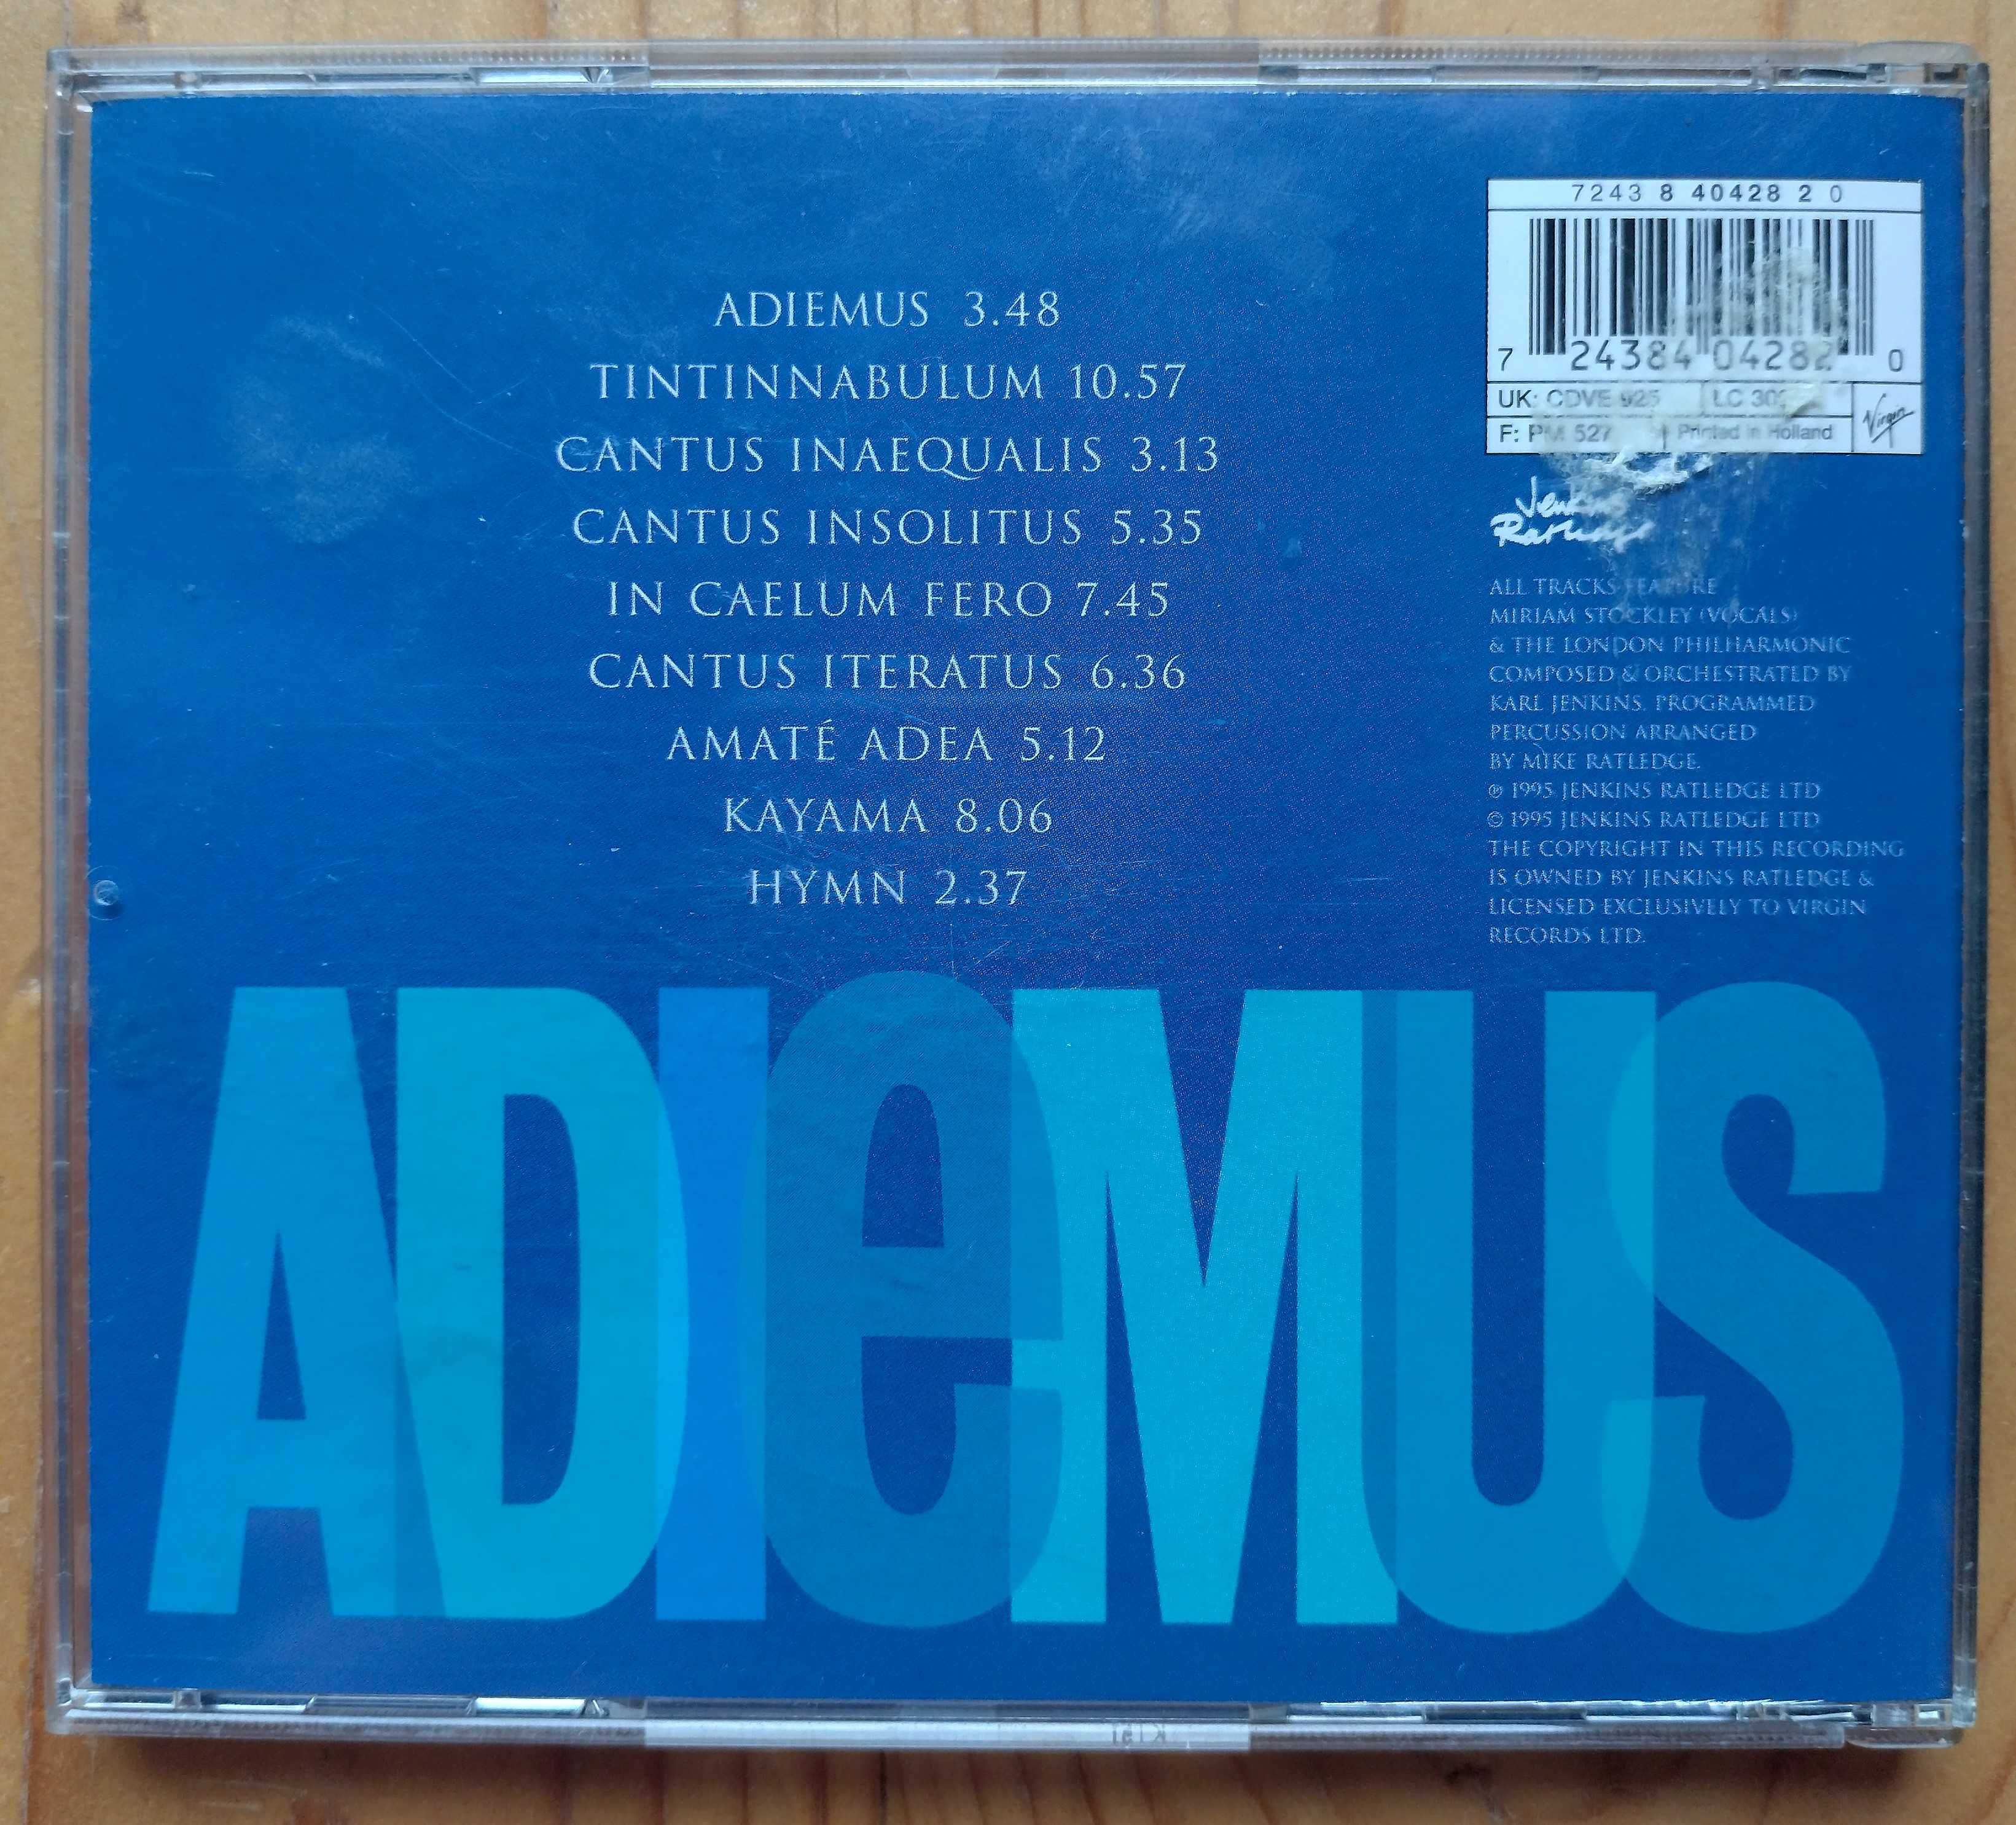 ADIEMUS 3.48
TINTINNABULUM 10.57
CANTUS INAEQUALIS 3.13
CANTUS INSOLITUS 5.35
IN CAELUM FERO 7.45
CANTUS ITERATUS 6.36
AMATÉ ADEA 5.12
KAYAMA 8.06
HYMN 2.37
7243 8 40428 2 0
7 24384 04282 0
UK: CDVE 925 LC
F: PM 527 Printed in Holland
Virgin
Jenkins
Ratledge
ALL TRACKS FEATURE
MIRIAM STOCKLEY (VOCALS)
& THE LONDON PHILHARMONIC
COMPOSED & ORCHESTRATED BY
KARL JENKINS. PROGRAMMED
PERCUSSION ARRANGED
BY MIKE RATLEDGE.
℗ 1995 JENKINS RATLEDGE LTD
© 1995 JENKINS RATLEDGE LTD
THE COPYRIGHT IN THIS RECORDING
IS OWNED BY JENKINS RATLEDGE &
LICENSED EXCLUSIVELY TO VIRGIN
RECORDS LTD.
ADIeMUS